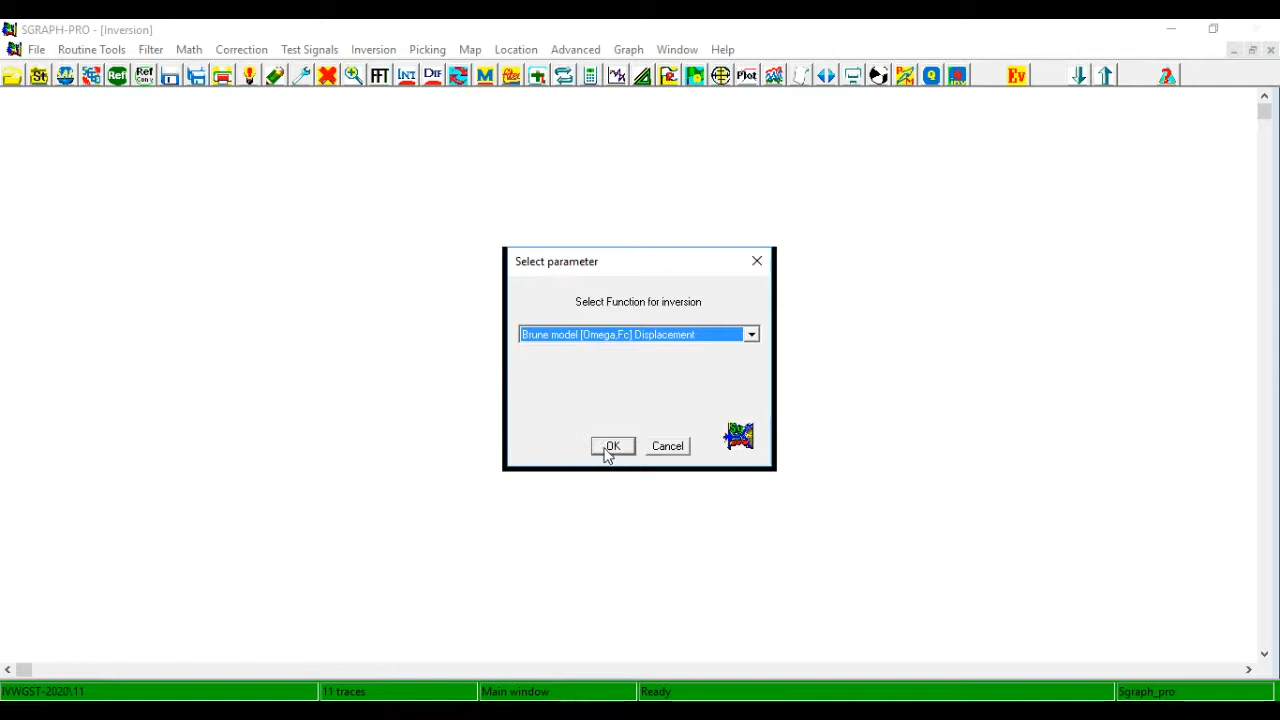 SGRAPH-PRO - [Inversion]
File Routine Tools Filter Math Correction Test Signals Inversion Picking Map Location Advanced Graph Window Help
St Ref Ref FFT INT DIF M Plot Q Ev ?
Select parameter
Select Function for inversion
Brune model [Omega,Fc] Displacement
OK Cancel
IVWGST-2020\11 11 traces Main window Ready Sgraph_pro